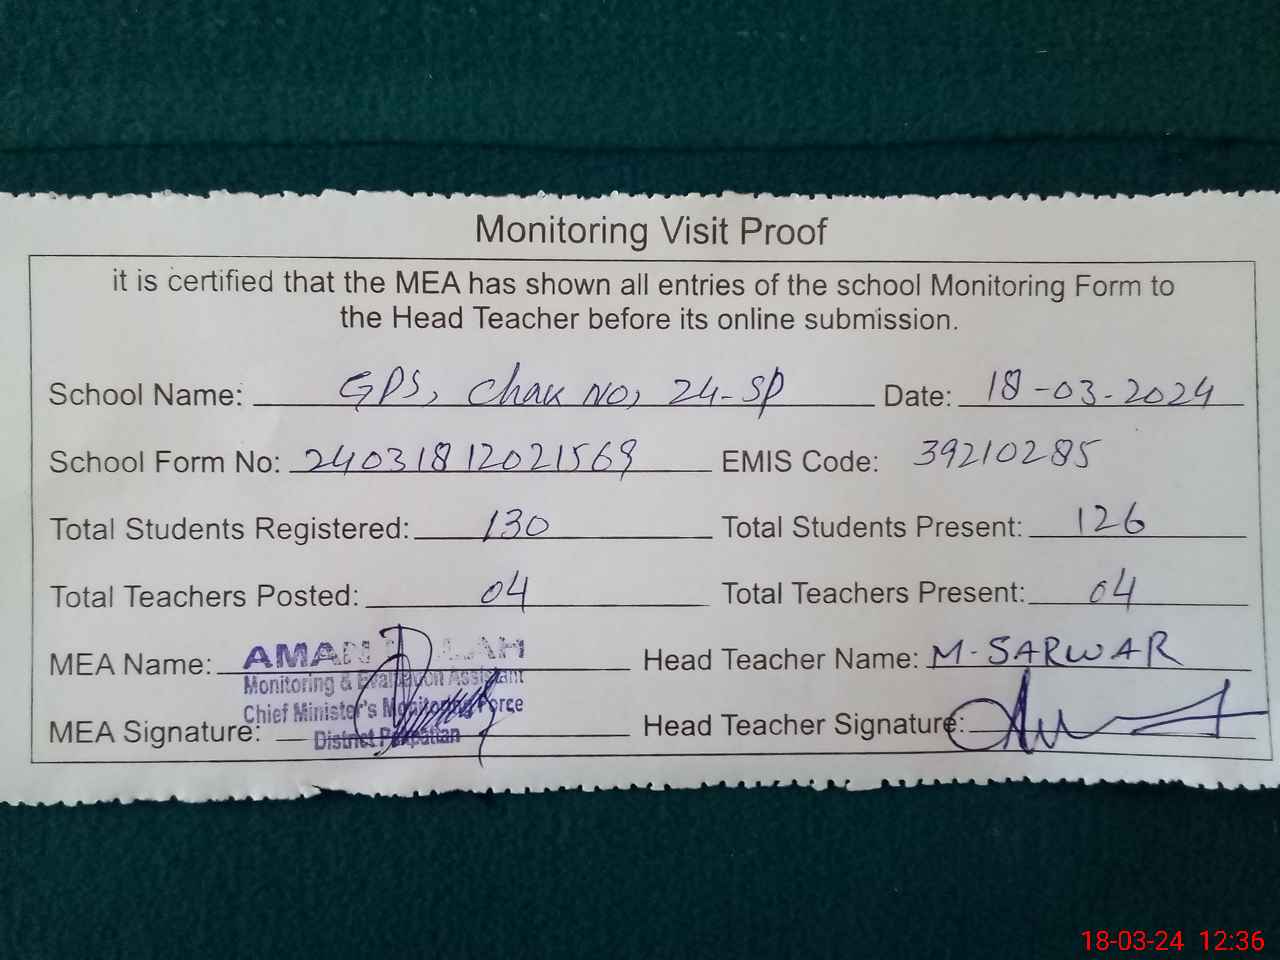 Monitoring Visit Proof
it is certified that the MEA has shown all entries of the school Monitoring Form to
the Head Teacher before its online submission.
School Name: GPS, Chak No, 24-SP Date: 18-03-2024
School Form No: 24031812021569 EMIS Code: 39210285
Total Students Registered: 130 Total Students Present: 126
Total Teachers Posted: 04 Total Teachers Present: 04
MEA Name: Head Teacher Name: M-SARWAR
Monitoring & Evaluation Assistant
Chief Minister's Monitoring Force
MEA Signature: Head Teacher Signature:
District Pakpattan
18-03-24 12:36